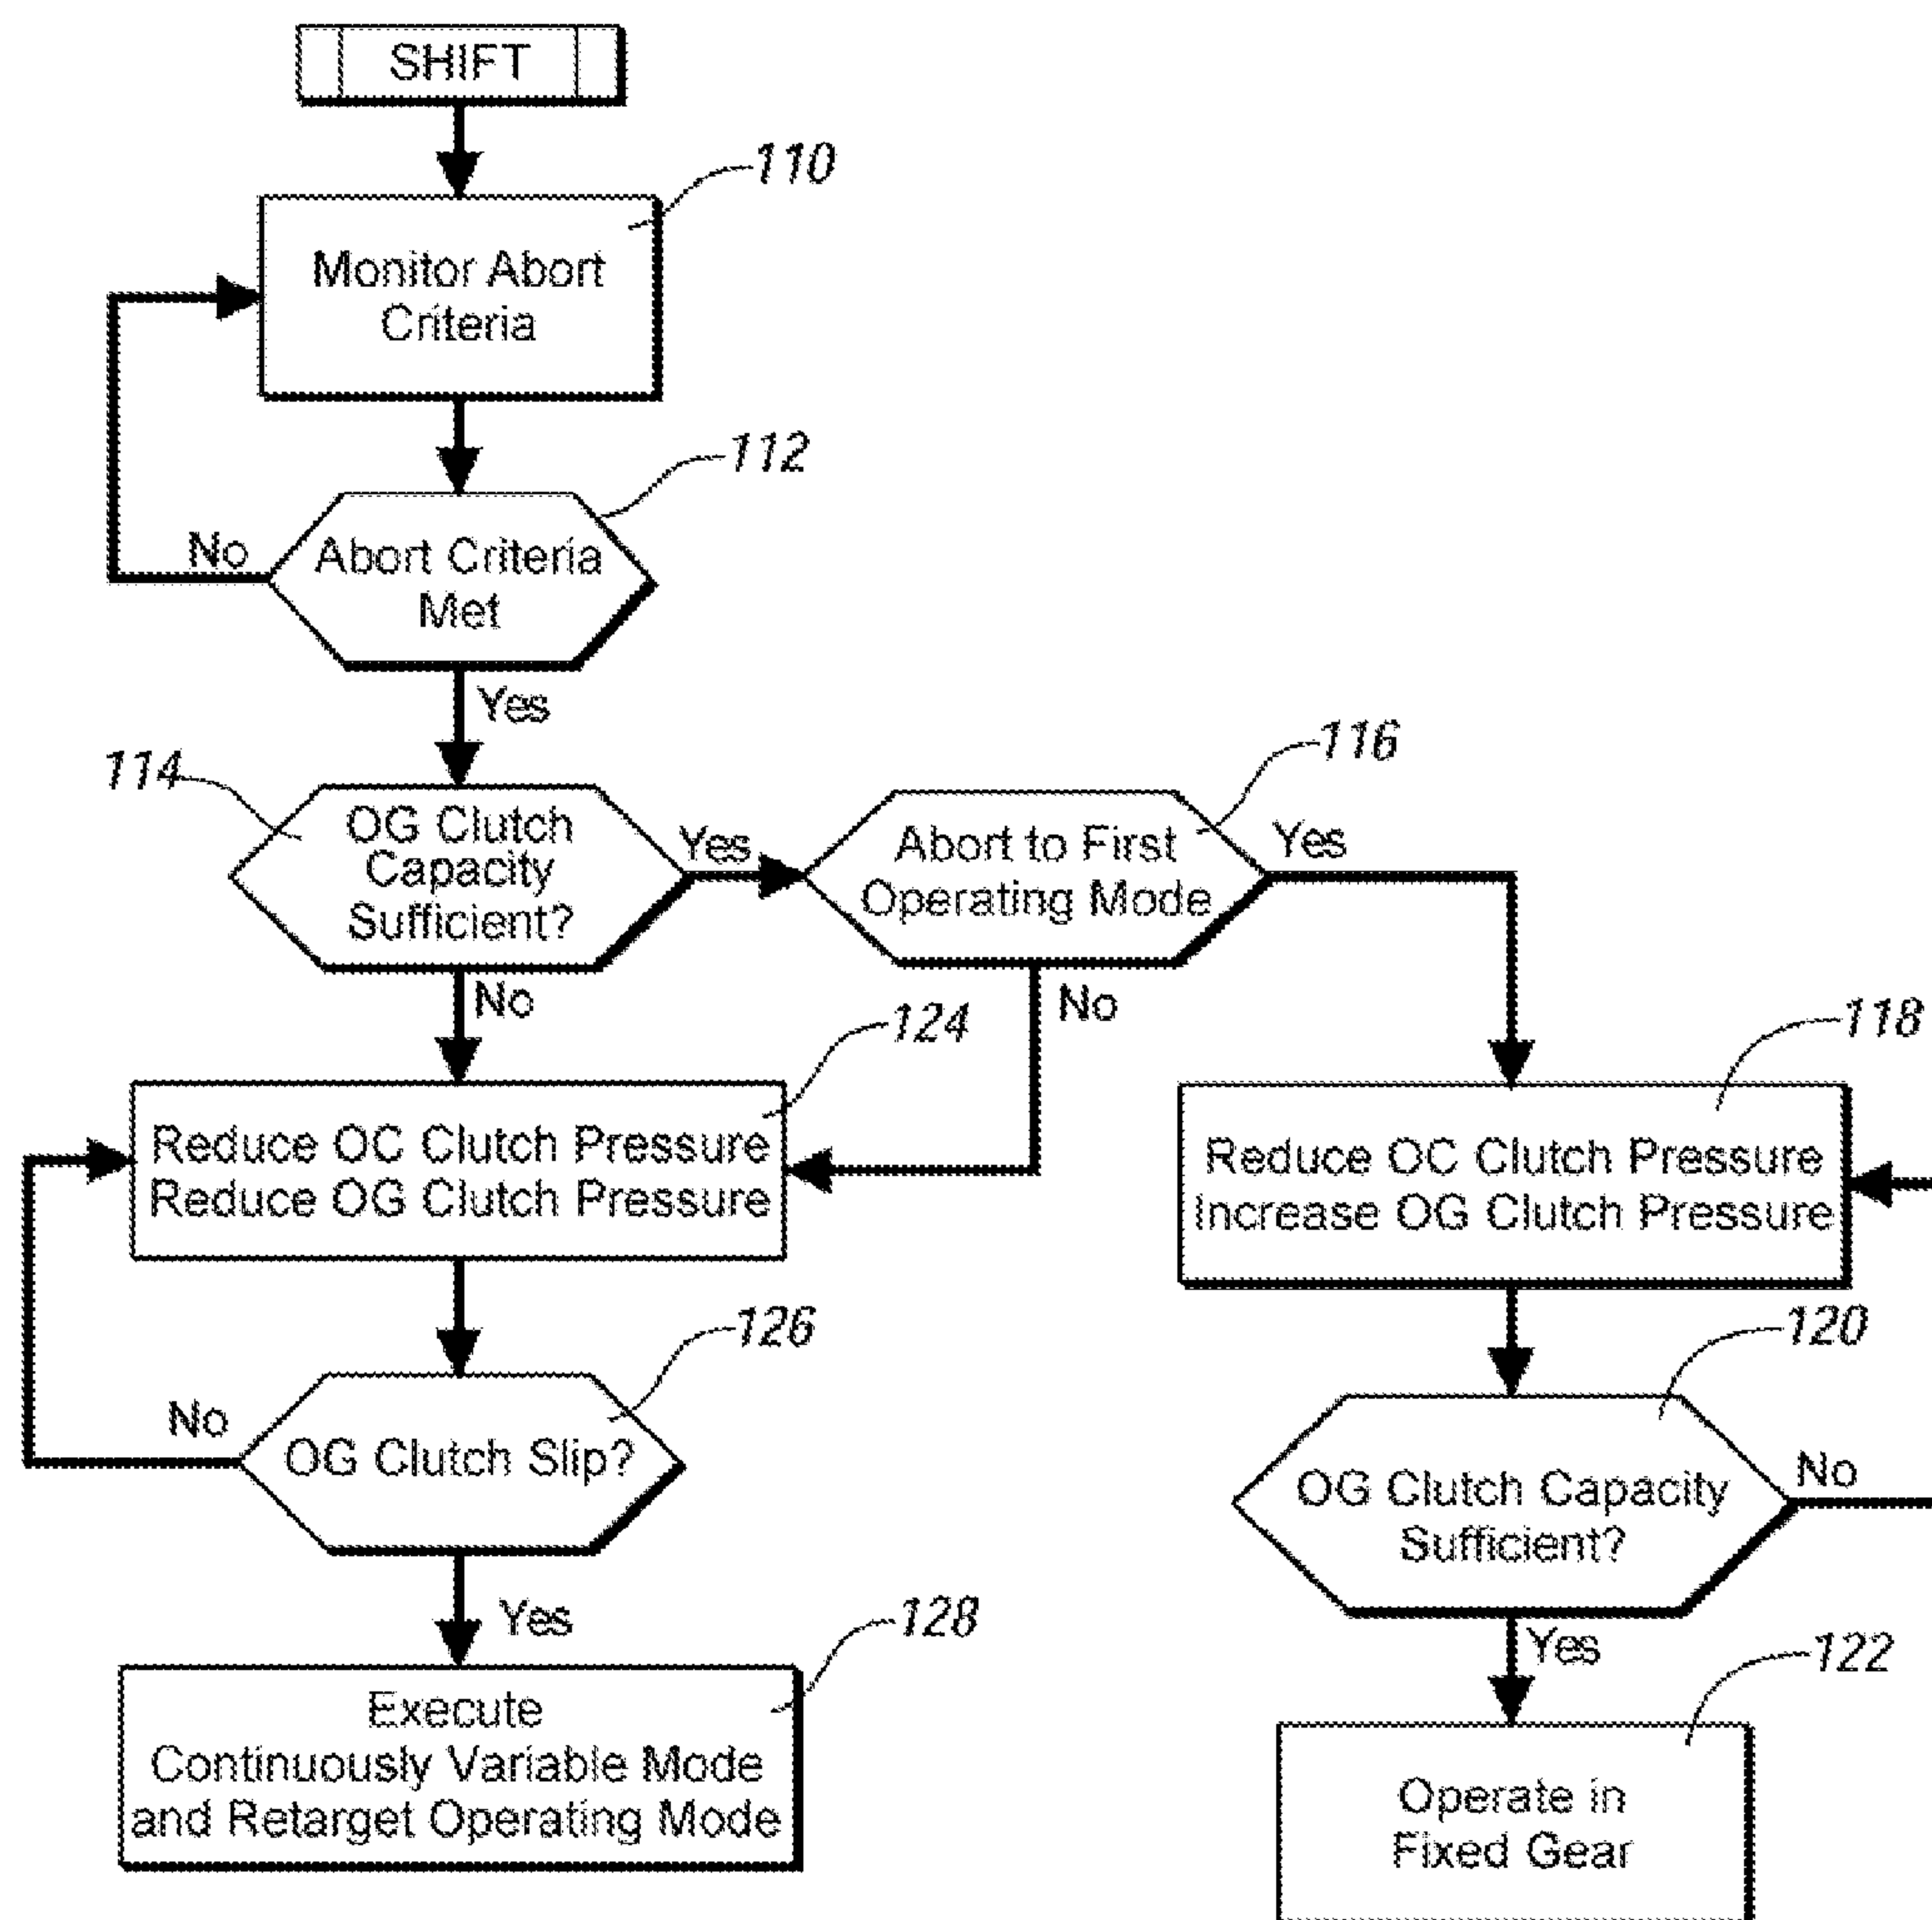 SHIFT
110
Monitor Abort
Criteria
112
No
Abort Criteria
Met
Yes
114
OG Clutch
Capacity
Sufficient?
Yes
116
Abort to First
Operating Mode
Yes
No
No
124
Reduce OC Clutch Pressure
Reduce OG Clutch Pressure
118
Reduce OC Clutch Pressure
Increase OG Clutch Pressure
126
No
OG Clutch Slip?
120
OG Clutch Capacity
Sufficient?
No
Yes
128
Execute
Continuously Variable Mode
and Retarget Operating Mode
Yes
122
Operate in
Fixed Gear